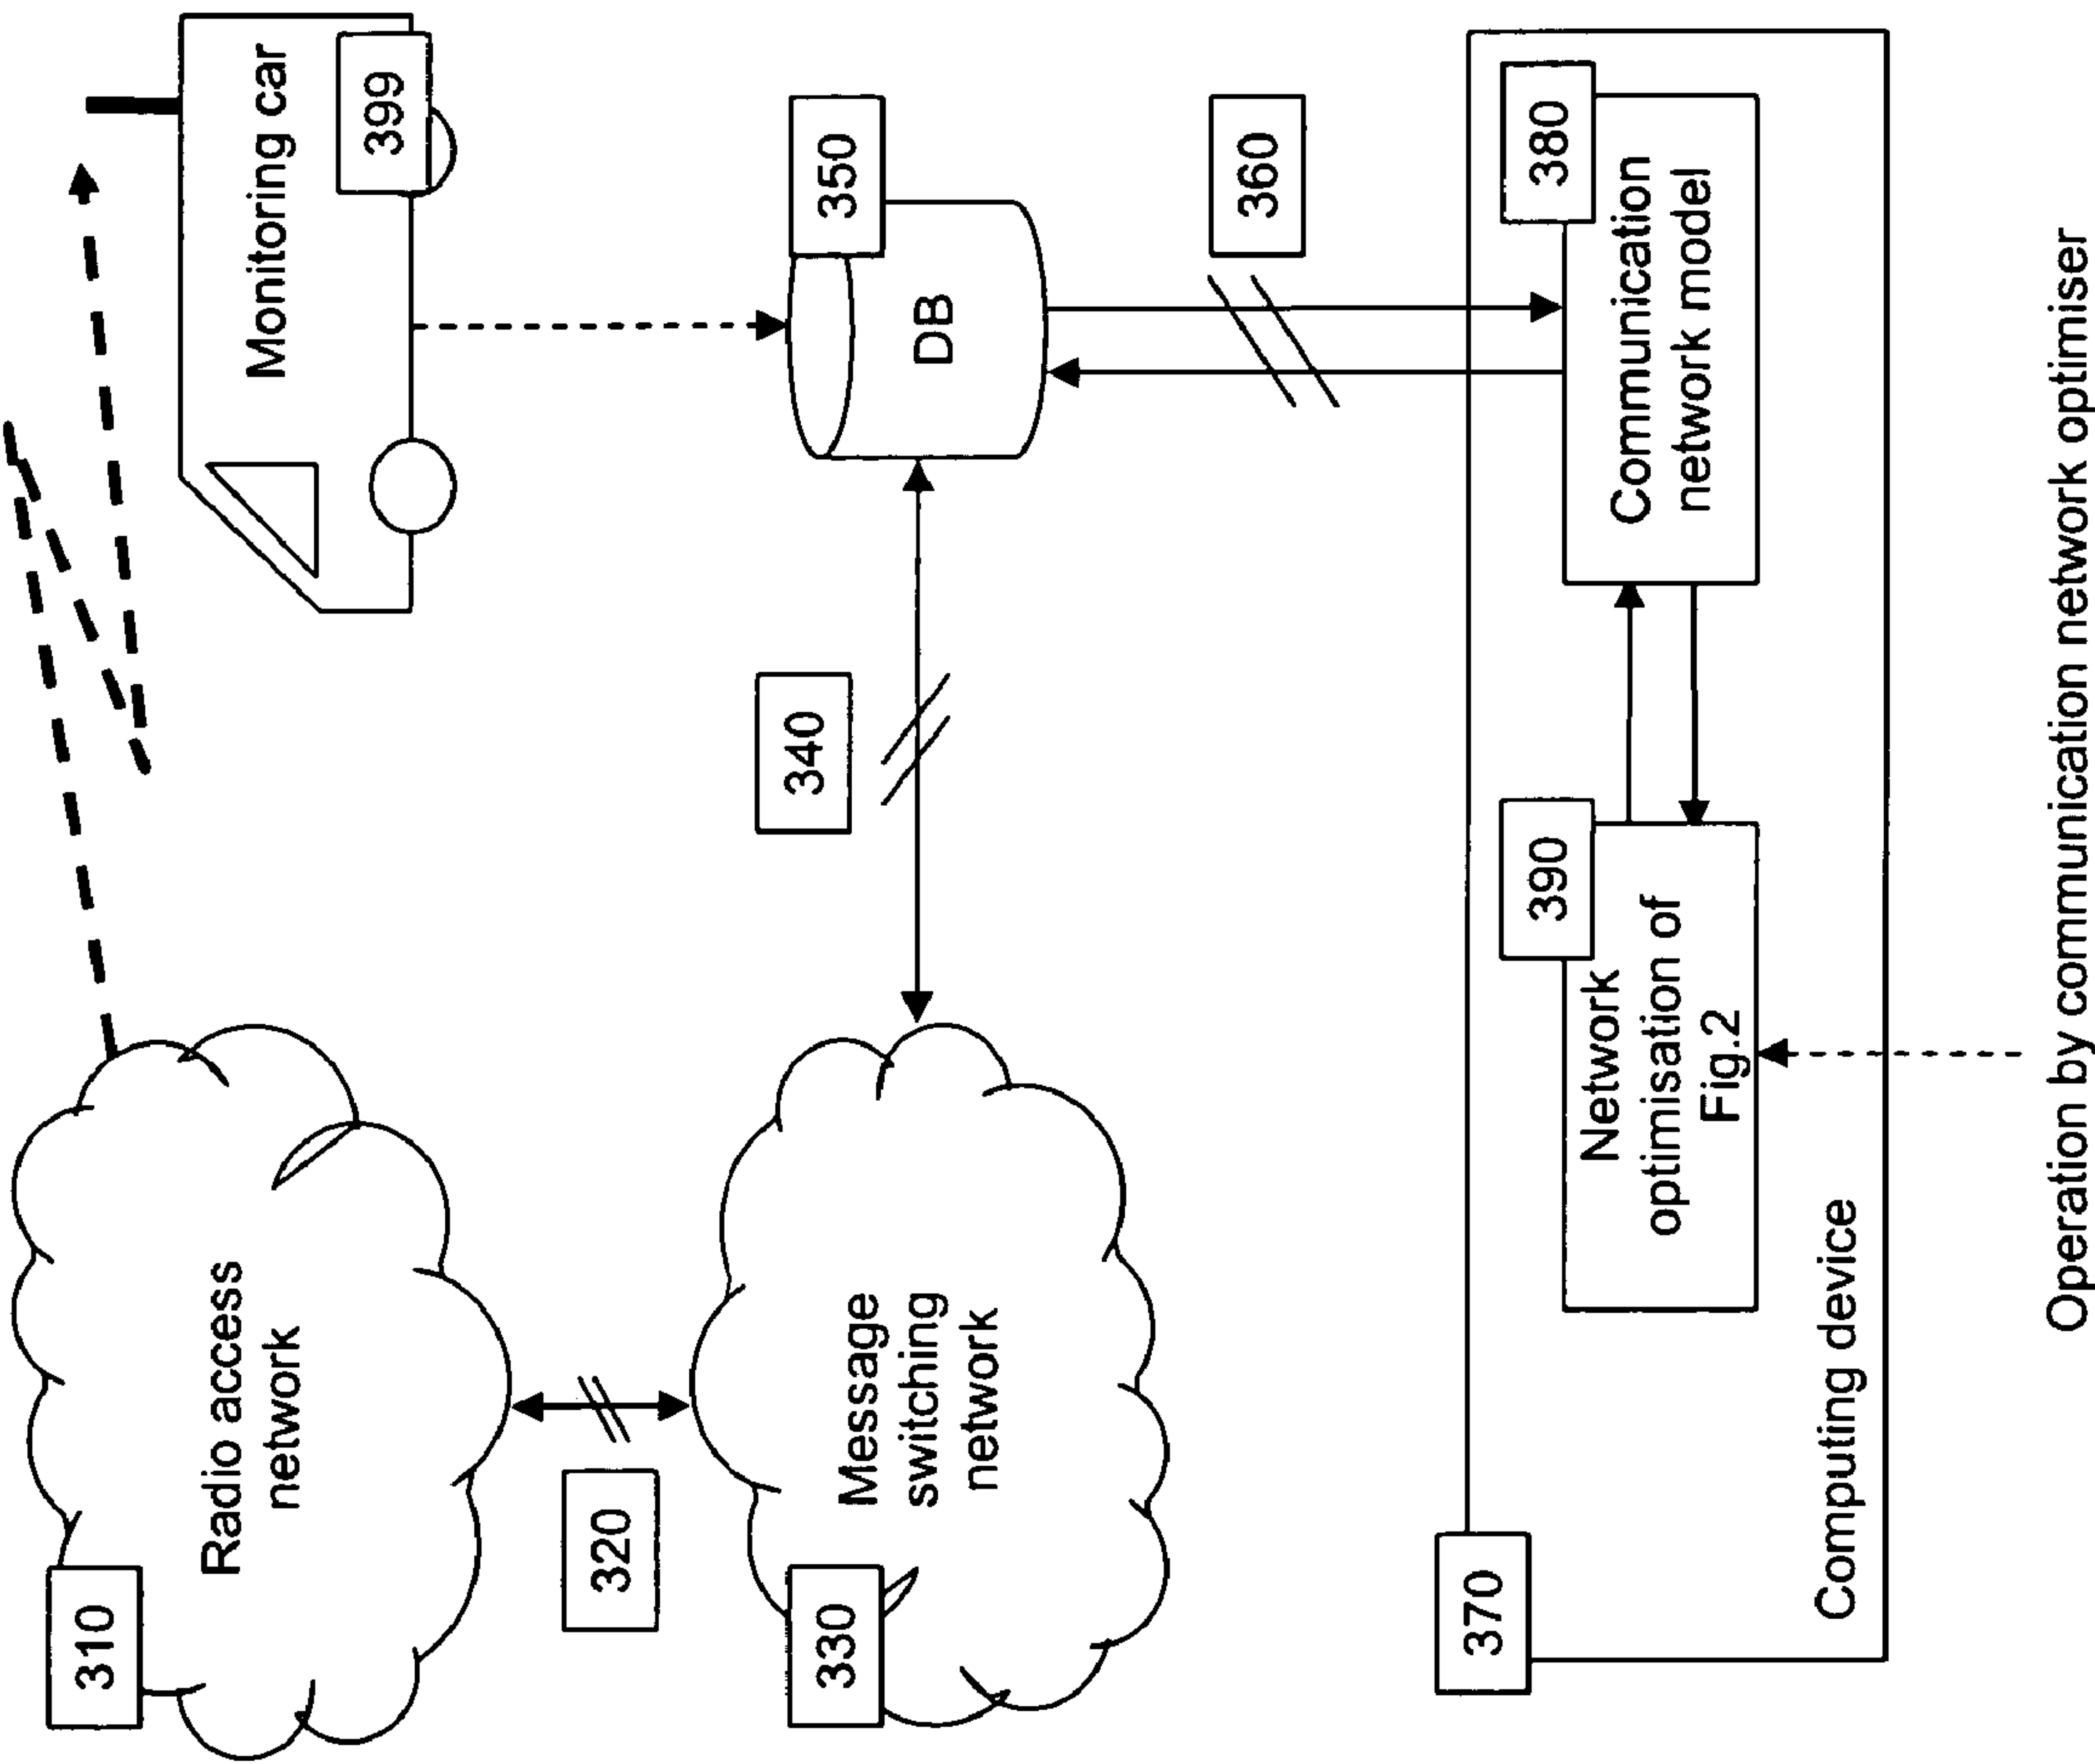 310
Radio access
network
Monitoring car
399
320
330
Message
switching
network
340
350
DB
360
370
Computing device
390
Network
optimisation of
Fig.2
380
Communication
network model
Operation by communication network optimiser